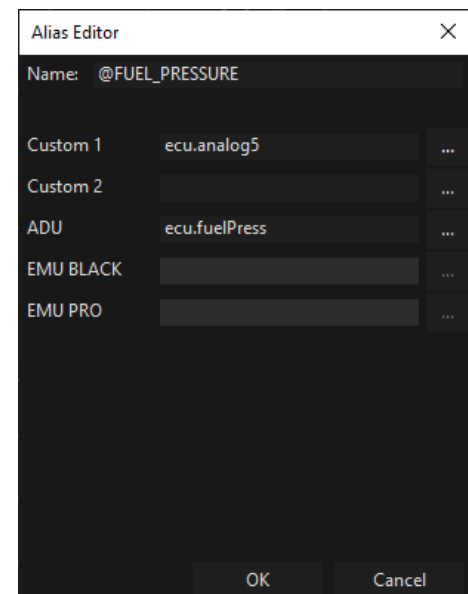 Alias Editor
Name: @FUEL_PRESSURE
Custom 1 ecu.analog5 ...
Custom 2 ...
ADU ecu.fuelPress ...
EMU BLACK ...
EMU PRO ...
OK Cancel